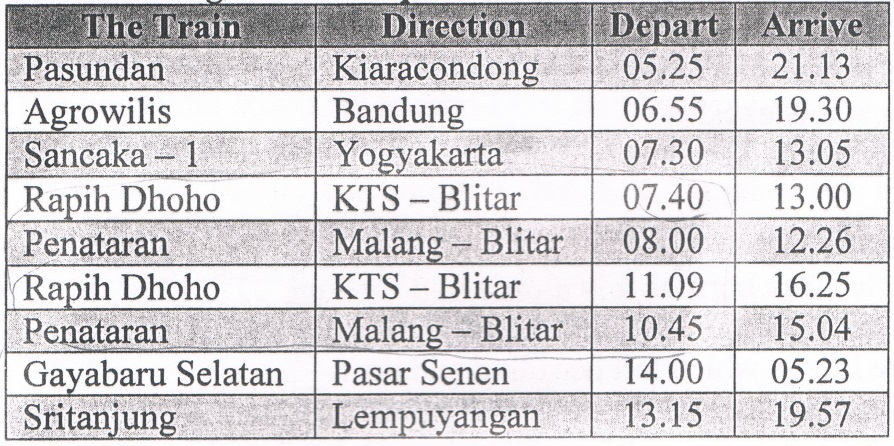 The Train Direction Depart Arrive
Pasundan Kiaracondong 05.25 21.13
Agrowilis Bandung 06.55 19.30
Sancaka – 1 Yogyakarta 07.30 13.05
Rapih Dhoho KTS – Blitar 07.40 13.00
Penataran Malang – Blitar 08.00 12.26
Rapih Dhoho KTS – Blitar 11.09 16.25
Penataran Malang – Blitar 10.45 15.04
Gayabaru Selatan Pasar Senen 14.00 05.23
Sritanjung Lempuyangan 13.15 19.57